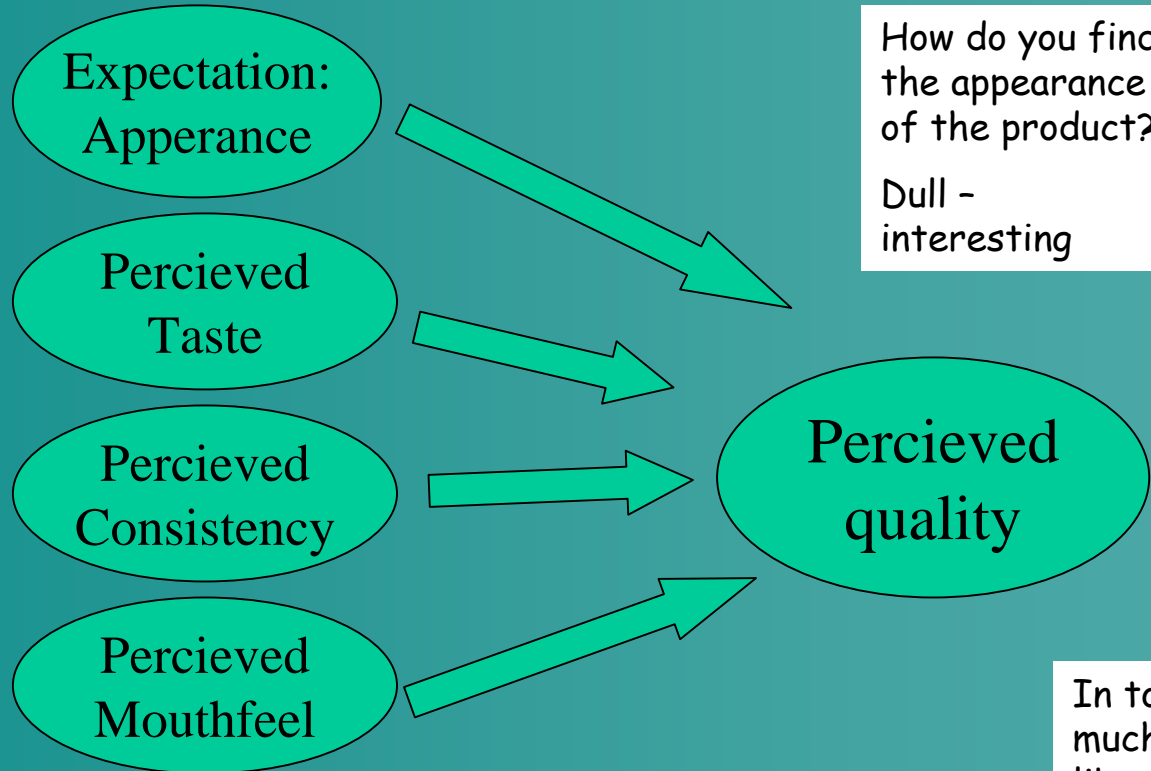 Expectation:
Apperance
How do you find
the appearance
of the product?
Dull –
interesting
Percieved
Taste
Percieved
Consistency
Percieved
quality
Percieved
Mouthfeel
In
much